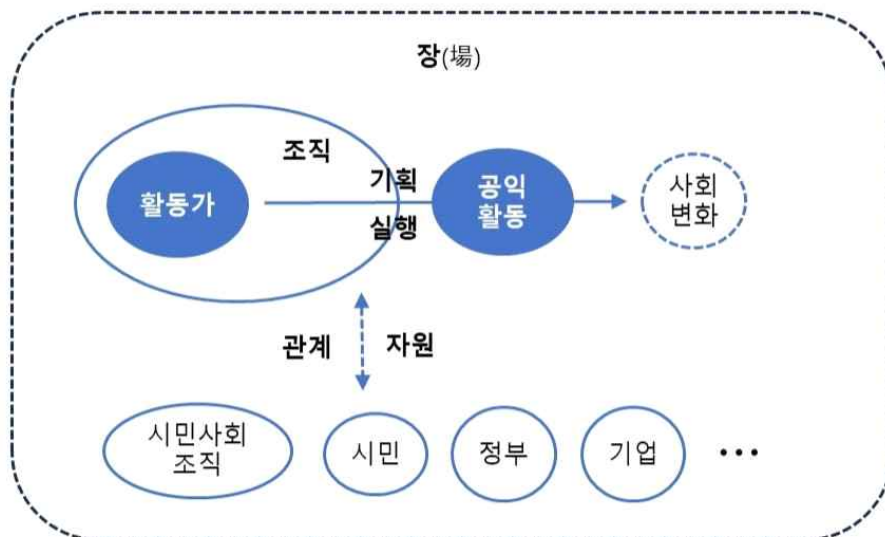 장(場)
조직
활동가
기획
실행
공익
활동
사회
변화
관계
자원
시민사회
조직
시민
정부
기업
•••